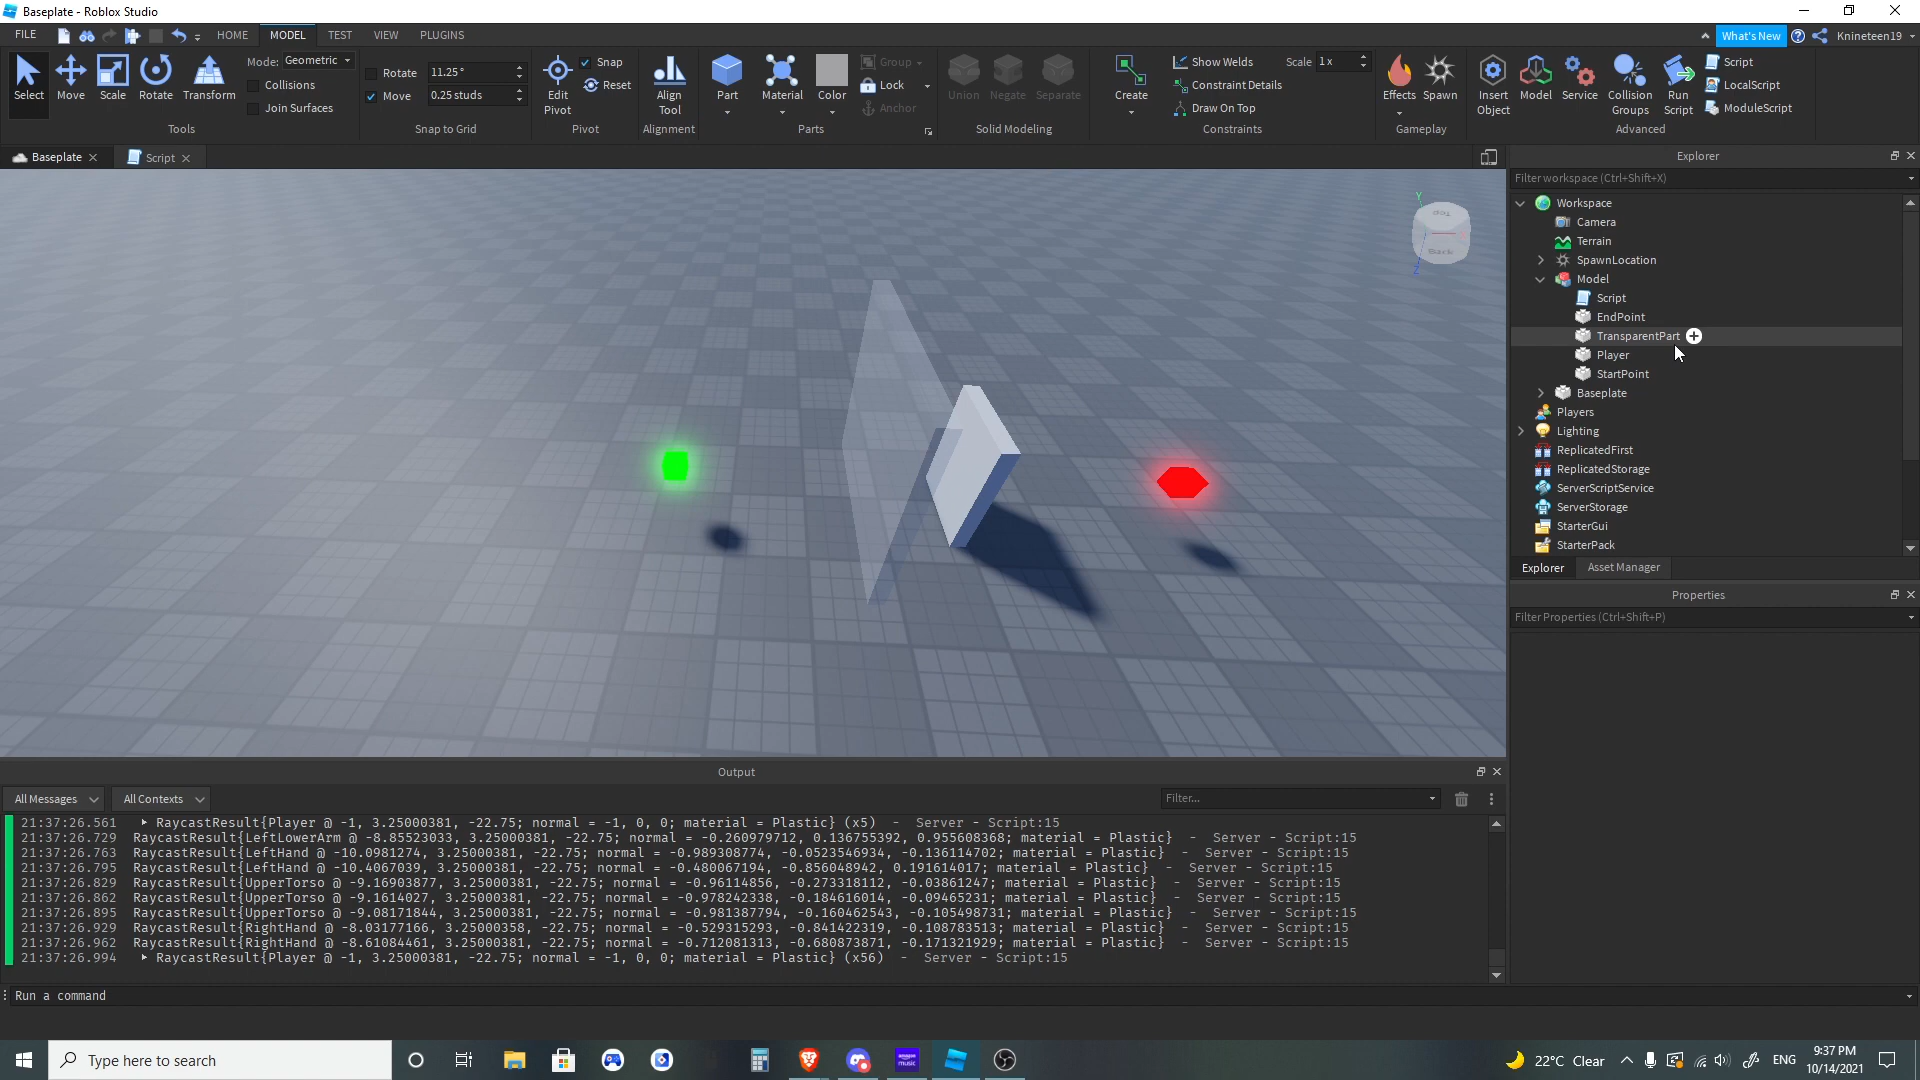 Baseplate - Roblox Studio
FILE HOME MODEL TEST VIEW PLUGINS What's New Knineteen19
Select Move Scale Rotate Transform
Mode: Geometric
Collisions
Join Surfaces
Tools
Rotate 11.25 °
Move 0.25 studs
Snap to Grid
Edit Pivot
Snap
Reset
Pivot
Align Tool
Alignment
Part Material Color
Group
Lock
Anchor
Parts
Union Negate Separate
Solid Modeling
Create
Show Welds
Constraint Details
Draw On Top
Scale 1 x
Constraints
Effects Spawn
Gameplay
Insert Object
Model
Service
Collision Groups
Run Script
Script
LocalScript
ModuleScript
Advanced
Baseplate
Script
Y
Z
Back
Explorer
Filter workspace (Ctrl+Shift+X)
Workspace
Camera
Terrain
SpawnLocation
Model
Script
EndPoint
TransparentPart
Player
StartPoint
Baseplate
Players
Lighting
ReplicatedFirst
ReplicatedStorage
ServerScriptService
ServerStorage
StarterGui
StarterPack
Explorer Asset Manager
Properties
Filter Properties (Ctrl+Shift+P)
Output
All Messages All Contexts Filter...
21:37:26.561 RaycastResult{Player @ -1, 3.25000381, -22.75; normal = -1, 0, 0; material = Plastic} (x5) - Server - Script:15
21:37:26.729 RaycastResult{LeftLowerArm @ -8.85523033, 3.25000381, -22.75; normal = -0.260979712, 0.136755392, 0.955608368; material = Plastic} - Server - Script:15
21:37:26.763 RaycastResult{LeftHand @ -10.0981274, 3.25000381, -22.75; normal = -0.989308774, -0.0523546934, -0.136114702; material = Plastic} - Server - Script:15
21:37:26.795 RaycastResult{LeftHand @ -10.4067039, 3.25000381, -22.75; normal = -0.480067194, -0.856048942, 0.191614017; material = Plastic} - Server - Script:15
21:37:26.829 RaycastResult{UpperTorso @ -9.16903877, 3.25000381, -22.75; normal = -0.96114856, -0.273318112, -0.03861247; material = Plastic} - Server - Script:15
21:37:26.862 RaycastResult{UpperTorso @ -9.1614027, 3.25000381, -22.75; normal = -0.978242338, -0.184616014, -0.09465231; material = Plastic} - Server - Script:15
21:37:26.895 RaycastResult{UpperTorso @ -9.08171844, 3.25000381, -22.75; normal = -0.981387794, -0.160462543, -0.105498731; material = Plastic} - Server - Script:15
21:37:26.929 RaycastResult{RightHand @ -8.03177166, 3.25000358, -22.75; normal = -0.529315293, -0.841422319, -0.108783513; material = Plastic} - Server - Script:15
21:37:26.962 RaycastResult{RightHand @ -8.61084461, 3.25000381, -22.75; normal = -0.712081313, -0.680873871, -0.171321929; material = Plastic} - Server - Script:15
21:37:26.994 RaycastResult{Player @ -1, 3.25000381, -22.75; normal = -1, 0, 0; material = Plastic} (x56) - Server - Script:15
Run a command
Type here to search
amazon music
22°C Clear
ENG
9:37 PM
10/14/2021